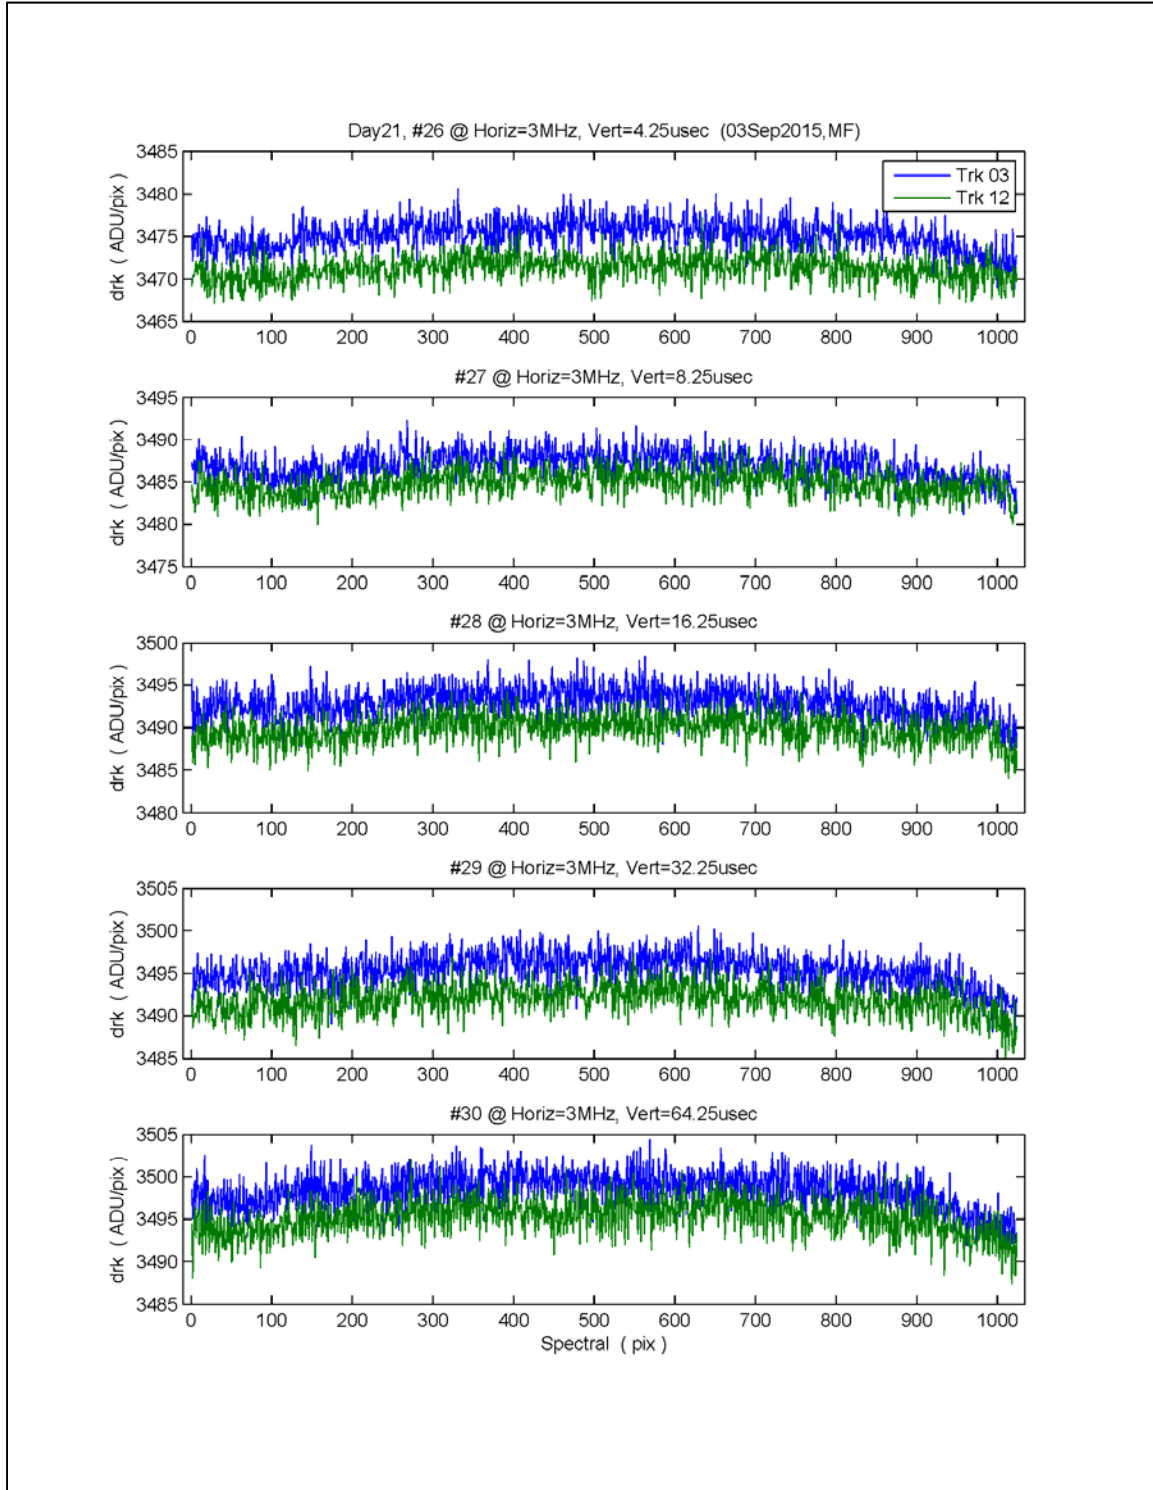 Day21, #26 @ Horiz=3MHz, Vert=4.25usec (03Sep2015,MF)
3485
3480
3475
3470
3465
drk ( ADU/pix )
Trk 03
Trk 12
0 100 200 300 400 500 600 700 800 900 1000
#27 @ Horiz=3MHz, Vert=8.25usec
3495
3490
3485
3480
3475
drk ( ADU/pix )
0 100 200 300 400 500 600 700 800 900 1000
#28 @ Horiz=3MHz, Vert=16.25usec
3500
3495
3490
3485
3480
drk ( ADU/pix )
0 100 200 300 400 500 600 700 800 900 1000
#29 @ Horiz=3MHz, Vert=32.25usec
3505
3500
3495
3490
3485
drk ( ADU/pix )
0 100 200 300 400 500 600 700 800 900 1000
#30 @ Horiz=3MHz, Vert=64.25usec
3505
3500
3495
3490
3485
drk ( ADU/pix )
0 100 200 300 400 500 600 700 800 900 1000
Spectral ( pix )